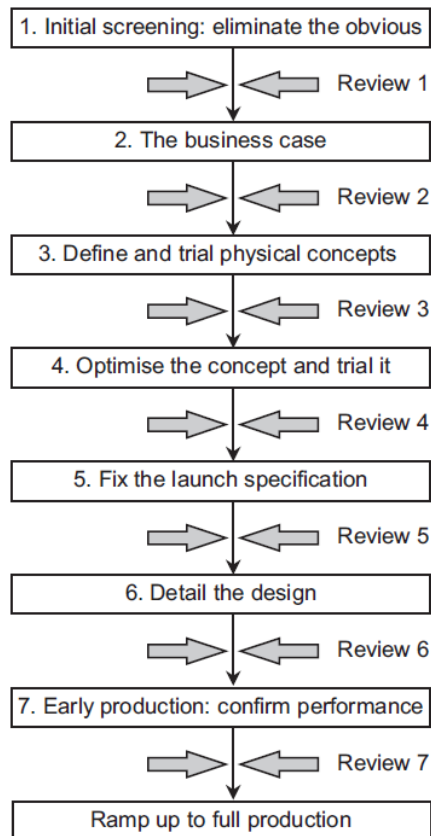 1. Initial screening: eliminate the obvious
Review 1
2. The business case
Review 2
3. Define and trial physical concepts
Review 3
4. Optimise the concept and trial it
Review 4
5. Fix the launch specification
Review 5
6. Detail the design
Review 6
7. Early production: confirm performance
Review 7
Ramp up to full production